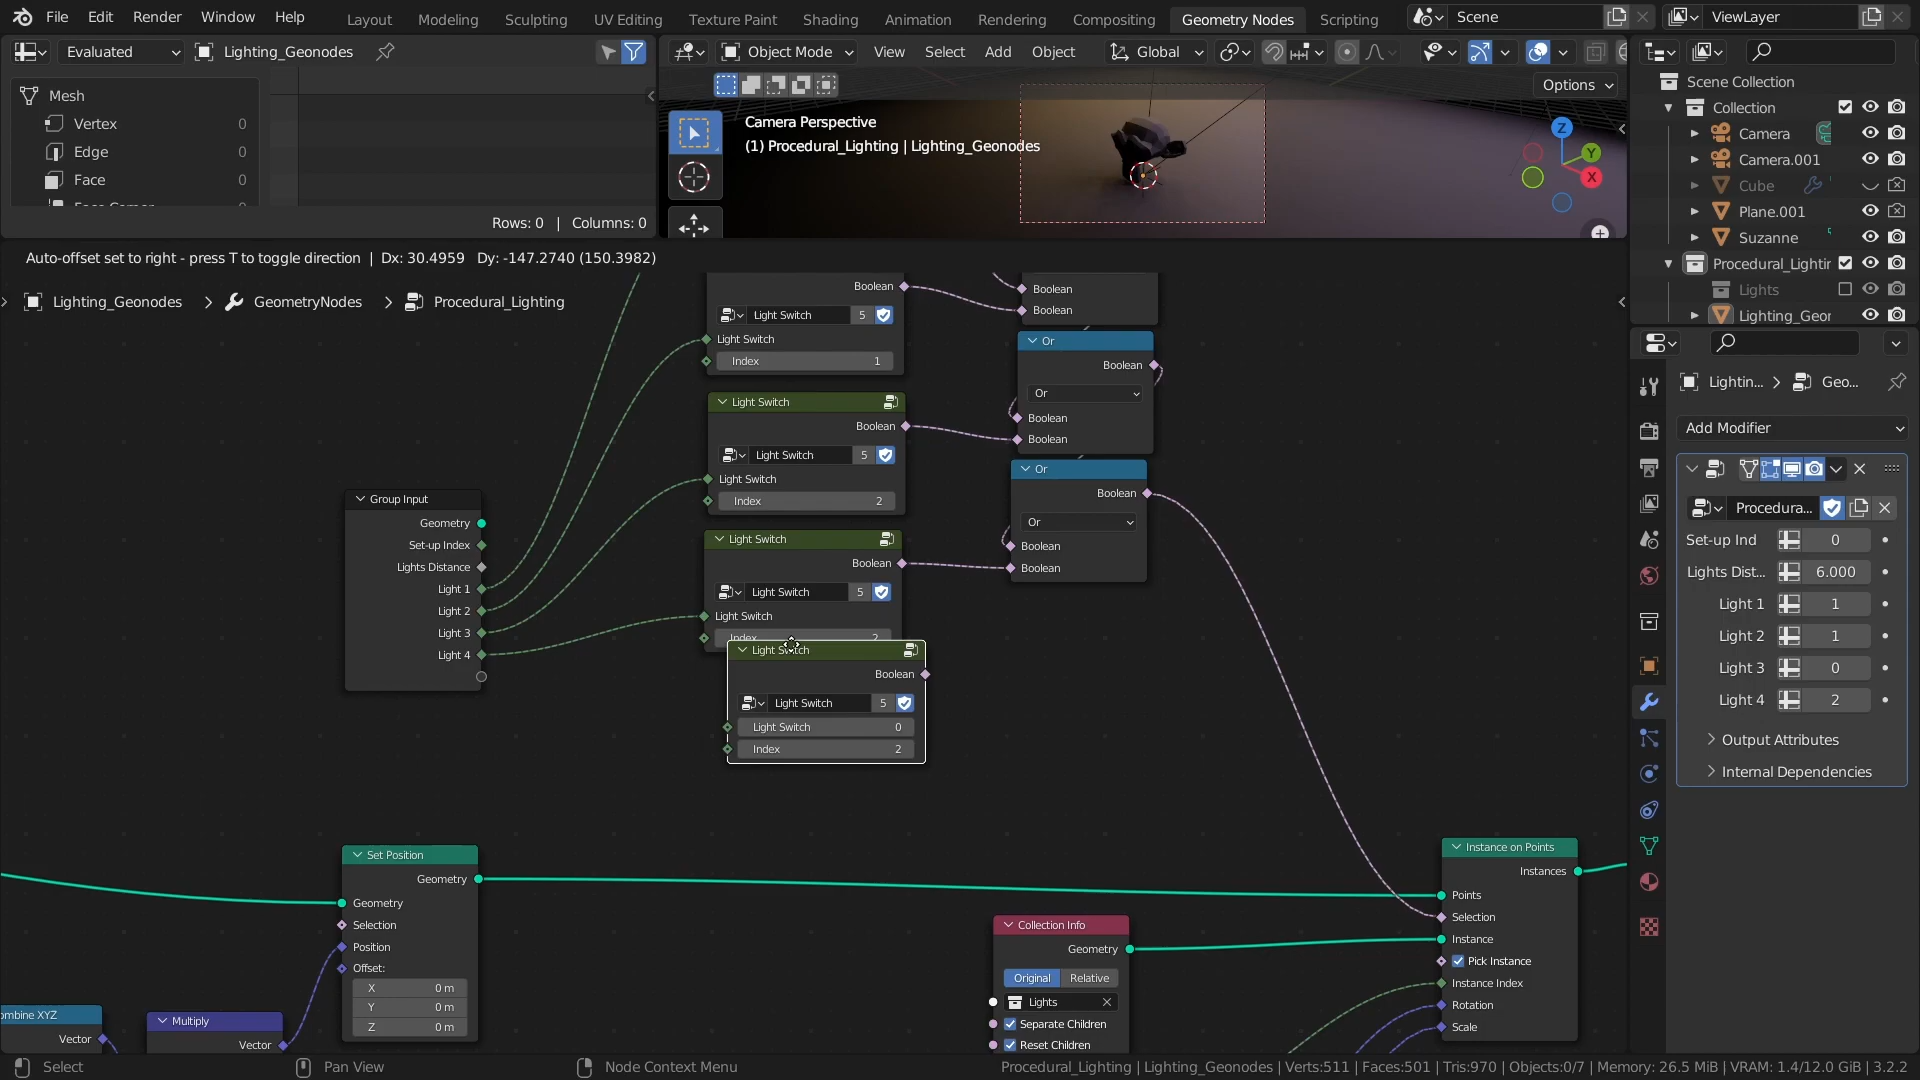 File Edit Render Window Help Layout Modeling Sculpting UV Editing Texture Paint Shading Animation Rendering Compositing Geometry Nodes Scripting Scene ViewLayer
Evaluated Lighting_Geonodes
Object Mode View Select Add Object Global
Options
Mesh
Vertex 0
Edge 0
Face 0
Rows: 0 | Columns: 0
Camera Perspective
(1) Procedural_Lighting | Lighting_Geonodes
Z
Y
X
Scene Collection
Collection
Camera
Camera.001
Cube
Plane.001
Suzanne
Procedural_Lightir
Lights
Lighting_Geor
Auto-offset set to right - press T to toggle direction | Dx: 30.4959 Dy: -147.2740 (150.3982)
Lighting_Geonodes > GeometryNodes > Procedural_Lighting
Boolean
Light Switch 5
Light Switch
Index 1
Boolean
Boolean
Or
Boolean
Or
Boolean
Boolean
Light Switch
Boolean
Light Switch 5
Light Switch
Index 2
Or
Boolean
Or
Boolean
Boolean
Light Switch
Boolean
Light Switch 5
Light Switch
Index 2
Light Switch
Boolean
Light Switch 5
Light Switch 0
Index 2
Group Input
Geometry
Set-up Index
Lights Distance
Light 1
Light 2
Light 3
Light 4
Set Position
Geometry
Geometry
Selection
Position
Offset:
X 0 m
Y 0 m
Z 0 m
ombine XYZ
Vector
Multiply
Vector
Collection Info
Geometry
Original Relative
Lights
Separate Children
Reset Children
Instance on Points
Instances
Points
Selection
Instance
Pick Instance
Instance Index
Rotation
Scale
Lightin... > Geo...
Add Modifier
Procedura...
Set-up Ind 0
Lights Dist... 6.000
Light 1 1
Light 2 1
Light 3 0
Light 4 2
Output Attributes
Internal Dependencies
Select Pan View Node Context Menu Procedural_Lighting | Lighting_Geonodes | Verts:511 | Faces:501 | Tris:970 | Objects:0/7 | Memory: 26.5 MiB | VRAM: 1.4/12.0 GiB | 3.2.2